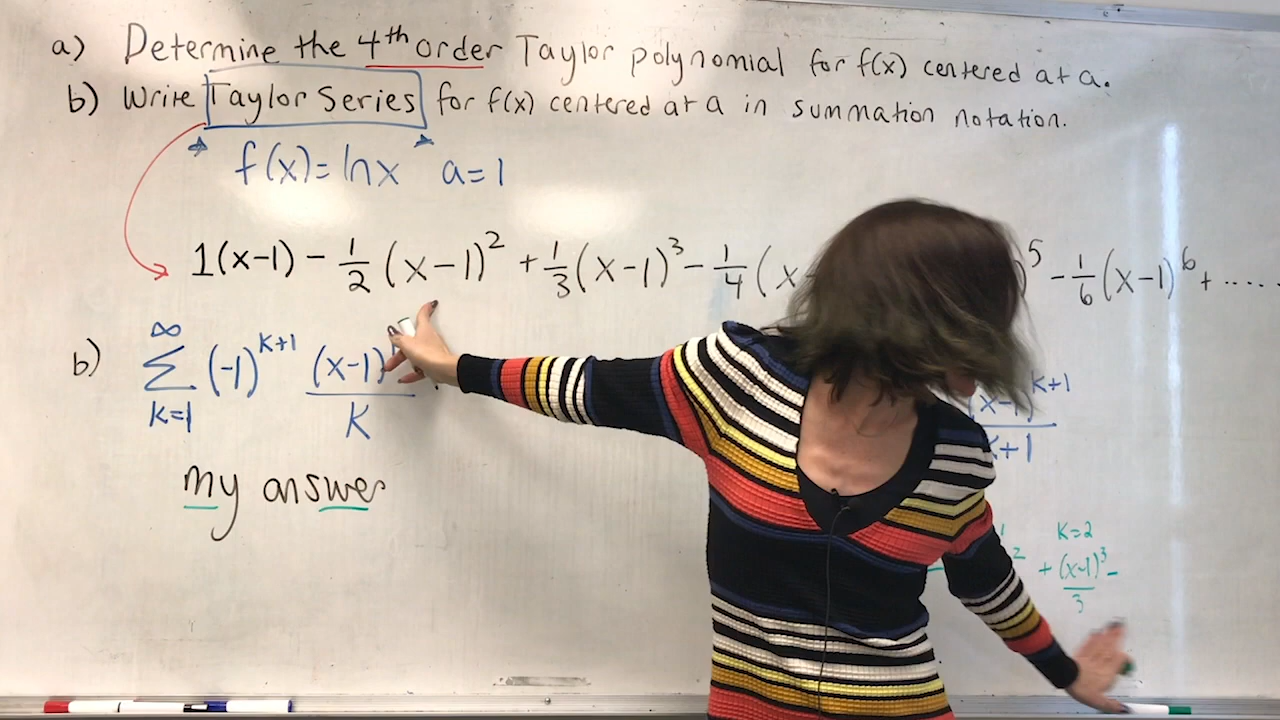 a) Determine the 4th order Taylor polynomial for f(x) centered at a.
b) Write Taylor Series for f(x) centered at a in summation notation.
f(x)=lnx a=1
1(x-1) - 1/2 (x-1)^2 + 1/3 (x-1)^3 - 1/4 (x- )^5 - 1/6 (x-1)^6 + .....
b) ∑_{k=1}^{∞} (-1)^{k+1} (x-1) / k
(x-1)^{k+1} / k+1
my answer
k=2
2 + (x-1)^3 / 3 -